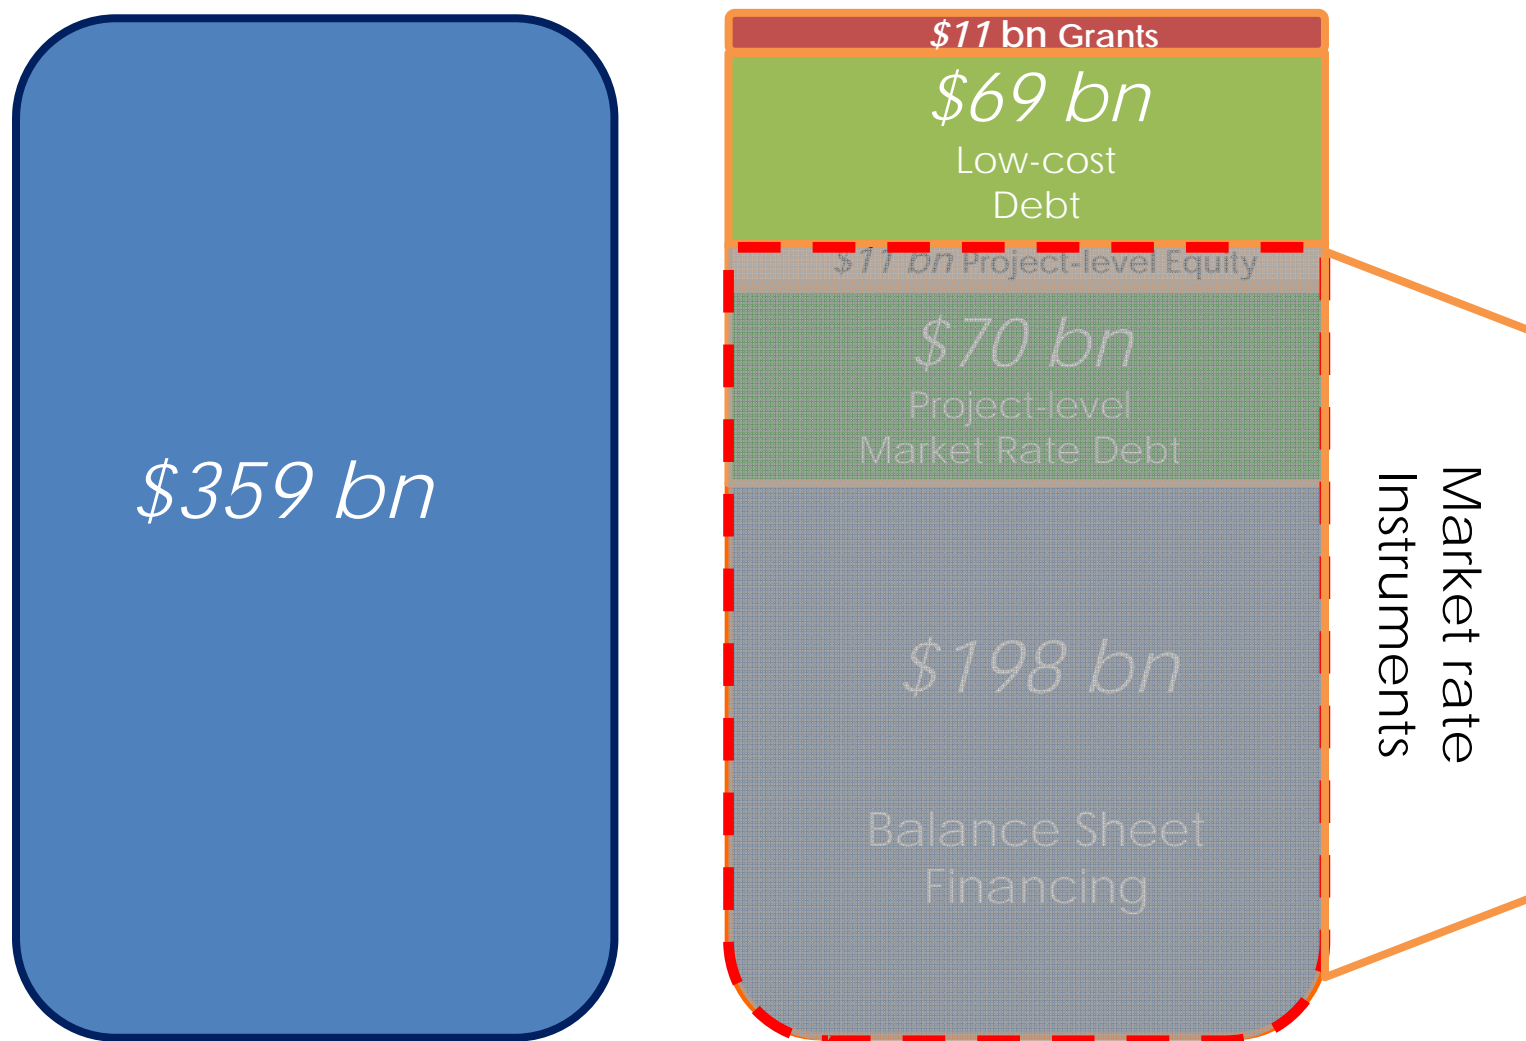 $359 bn
$11 bn Grants
$69 bn
Low-cost
Debt
$11 bn Project-level Equity
$70 bn
Project-level
Market Rate Debt
$198 bn
Balance Sheet
Financing
Market rate
Instruments